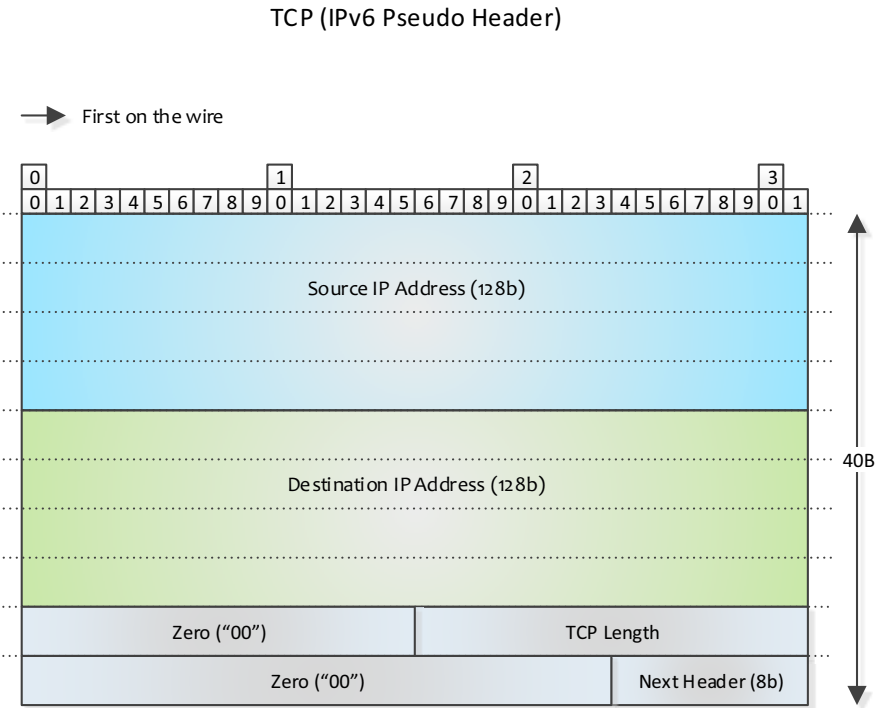 TCP (IPv6 Pseudo Header)
First on the wire
0 1 2 3
0 1 2 3 4 5 6 7 8 9 0 1 2 3 4 5 6 7 8 9 0 1 2 3 4 5 6 7 8 9 0 1
Source IP Address (128b)
Destination IP Address (128b)
40B
Zero (“00”) TCP Length
Zero (“00”) Next Header (8b)